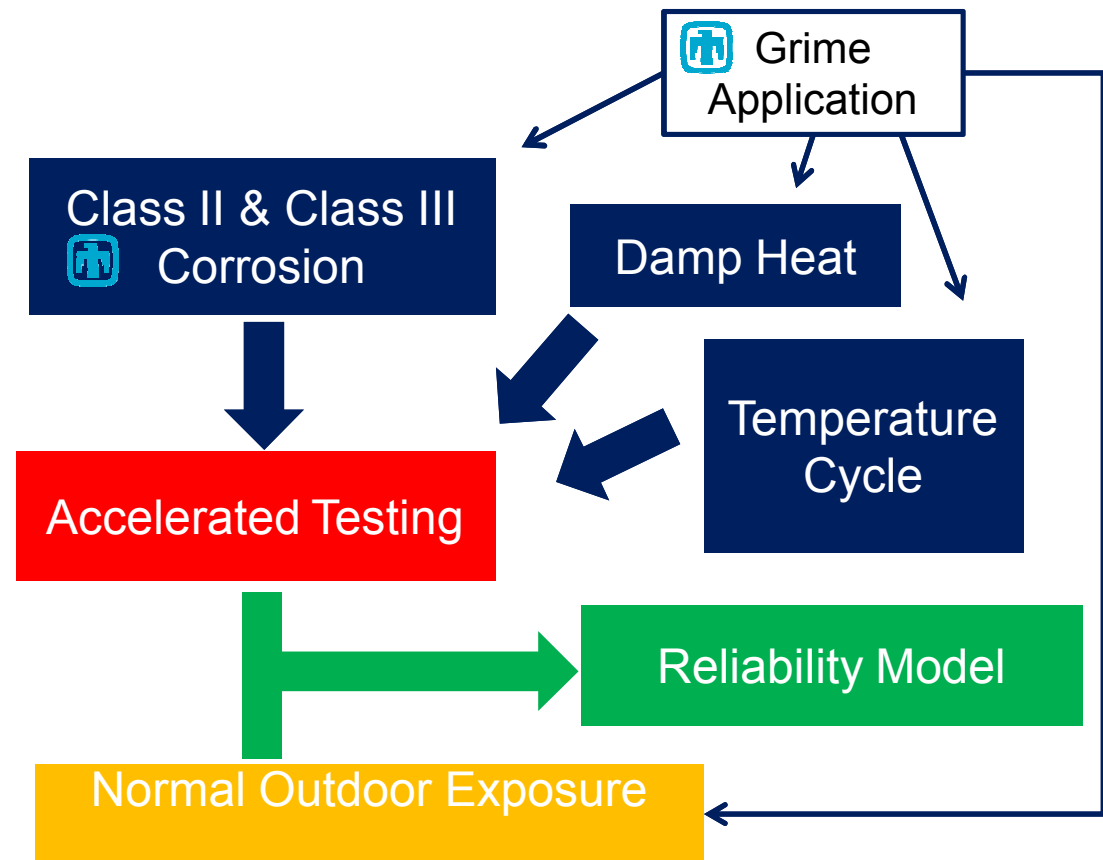 Grime
Application
Class II & Class III
Corrosion
Damp Heat
Temperature
Cycle
Accelerated Testing
Reliability Model
Normal Outdoor Exposure